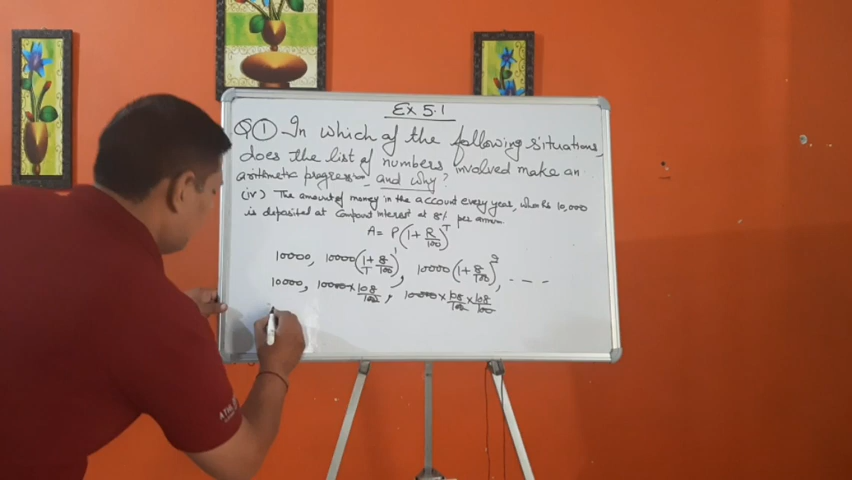 Ex 5.1
Q ① In which of the following situations,
does the list of numbers involved make an
arithmetic progression, and why?
(iv) The amount of money in the account every year, when Rs 10,000
is deposited at Compound interest at 8% per annum
A = P(1 + R/100)^T
10000, 10000(1 + 8/100)^1, 10000(1 + 8/100)^2, - - - -
10000, 10000 × 108/100, 10000 × 108/100 × 108/100